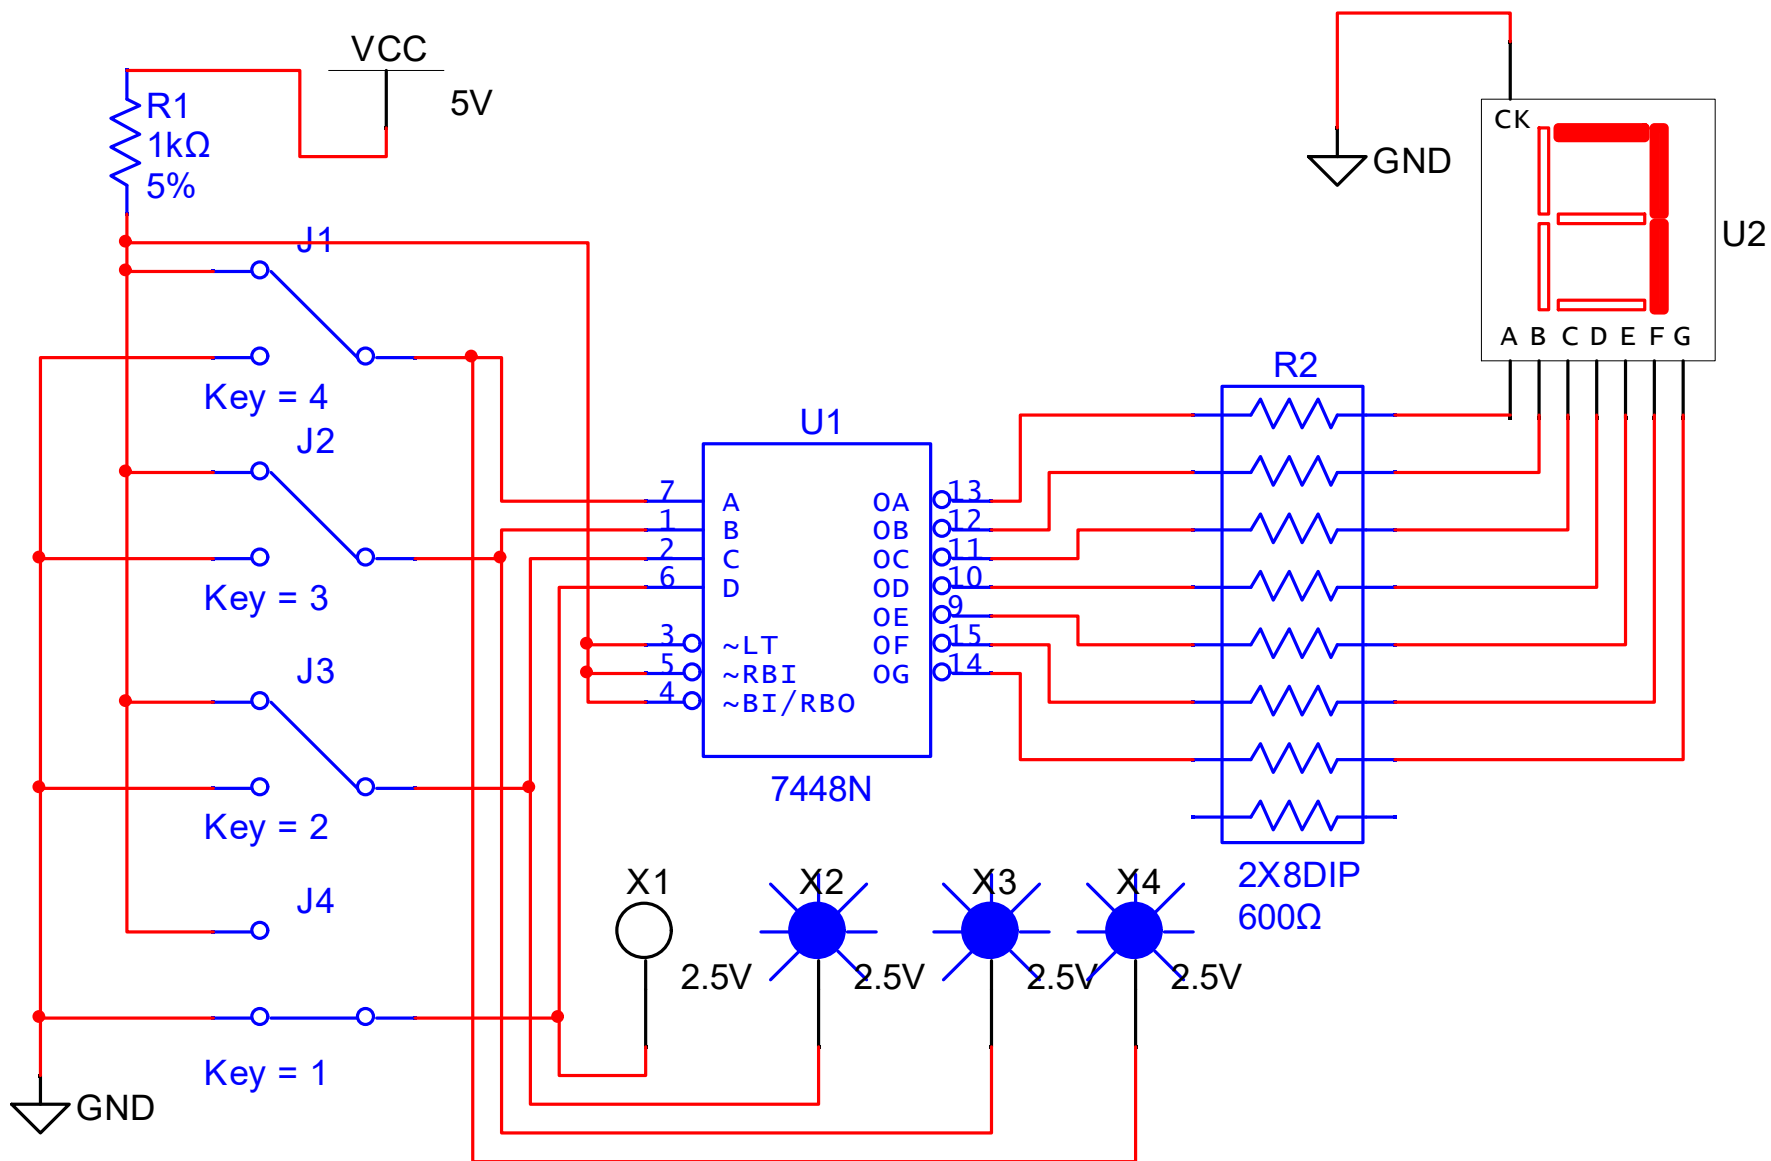 VCC
5V
R1
1kΩ
5%
GND
CK
U2
A B C D E F G
J1
Key = 4
J2
Key = 3
J3
Key = 2
J4
Key = 1
GND
U1
7 A OA 13
1 B OB 12
2 C OC 11
6 D OD 10
OE 9
3 ~LT OF 15
5 ~RBI OG 14
4 ~BI/RBO
7448N
R2
2X8DIP
600Ω
X1 X2 X3 X4
2.5V 2.5V 2.5V 2.5V